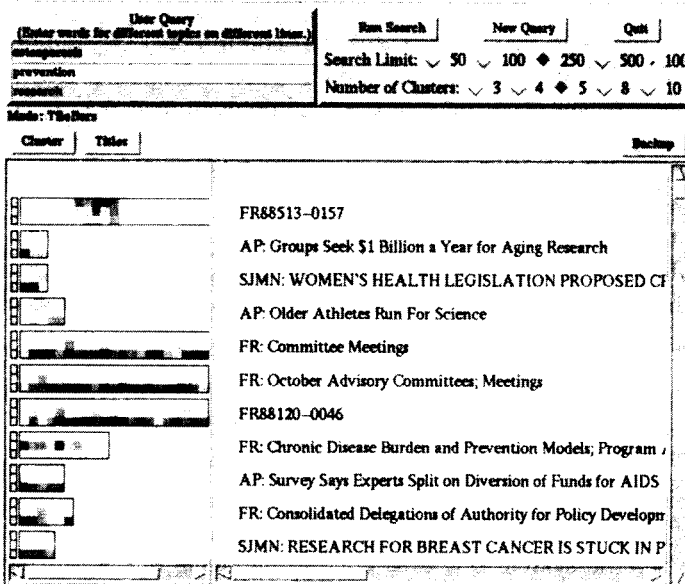 User Query
(Enter words for different topics on different lines.)
osteoporosis
prevention
research
Run Search New Query Quit
Search Limit: 50 100 250 500 100
Number of Clusters: 3 4 5 8 10
Mode: TileBars
Cluster Titles
Backup
FR88513-0157
AP: Groups Seek $1 Billion a Year for Aging Research
SJMN: WOMEN'S HEALTH LEGISLATION PROPOSED CF
AP: Older Athletes Run For Science
FR: Committee Meetings
FR: October Advisory Committees; Meetings
FR88120-0046
FR: Chronic Disease Burden and Prevention Models; Program
AP: Survey Says Experts Split on Diversion of Funds for AIDS
FR: Consolidated Delegations of Authority for Policy Developm
SJMN: RESEARCH FOR BREAST CANCER IS STUCK IN P